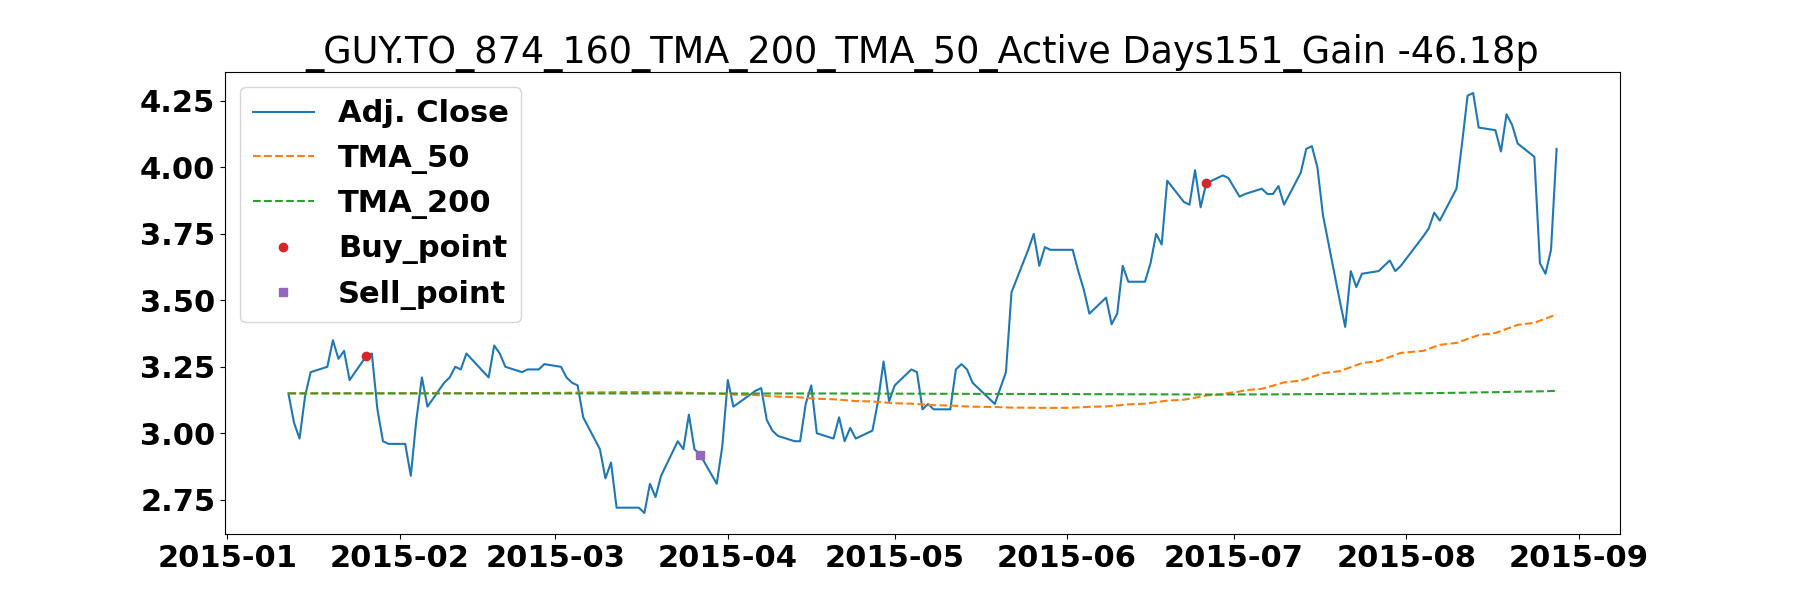 _GUY.TO_874_160_TMA_200_TMA_50_Active Days151_Gain -46.18p
Adj. Close
TMA_50
TMA_200
Buy_point
Sell_point
4.25
4.00
3.75
3.50
3.25
3.00
2.75
2015-01 2015-02 2015-03 2015-04 2015-05 2015-06 2015-07 2015-08 2015-09